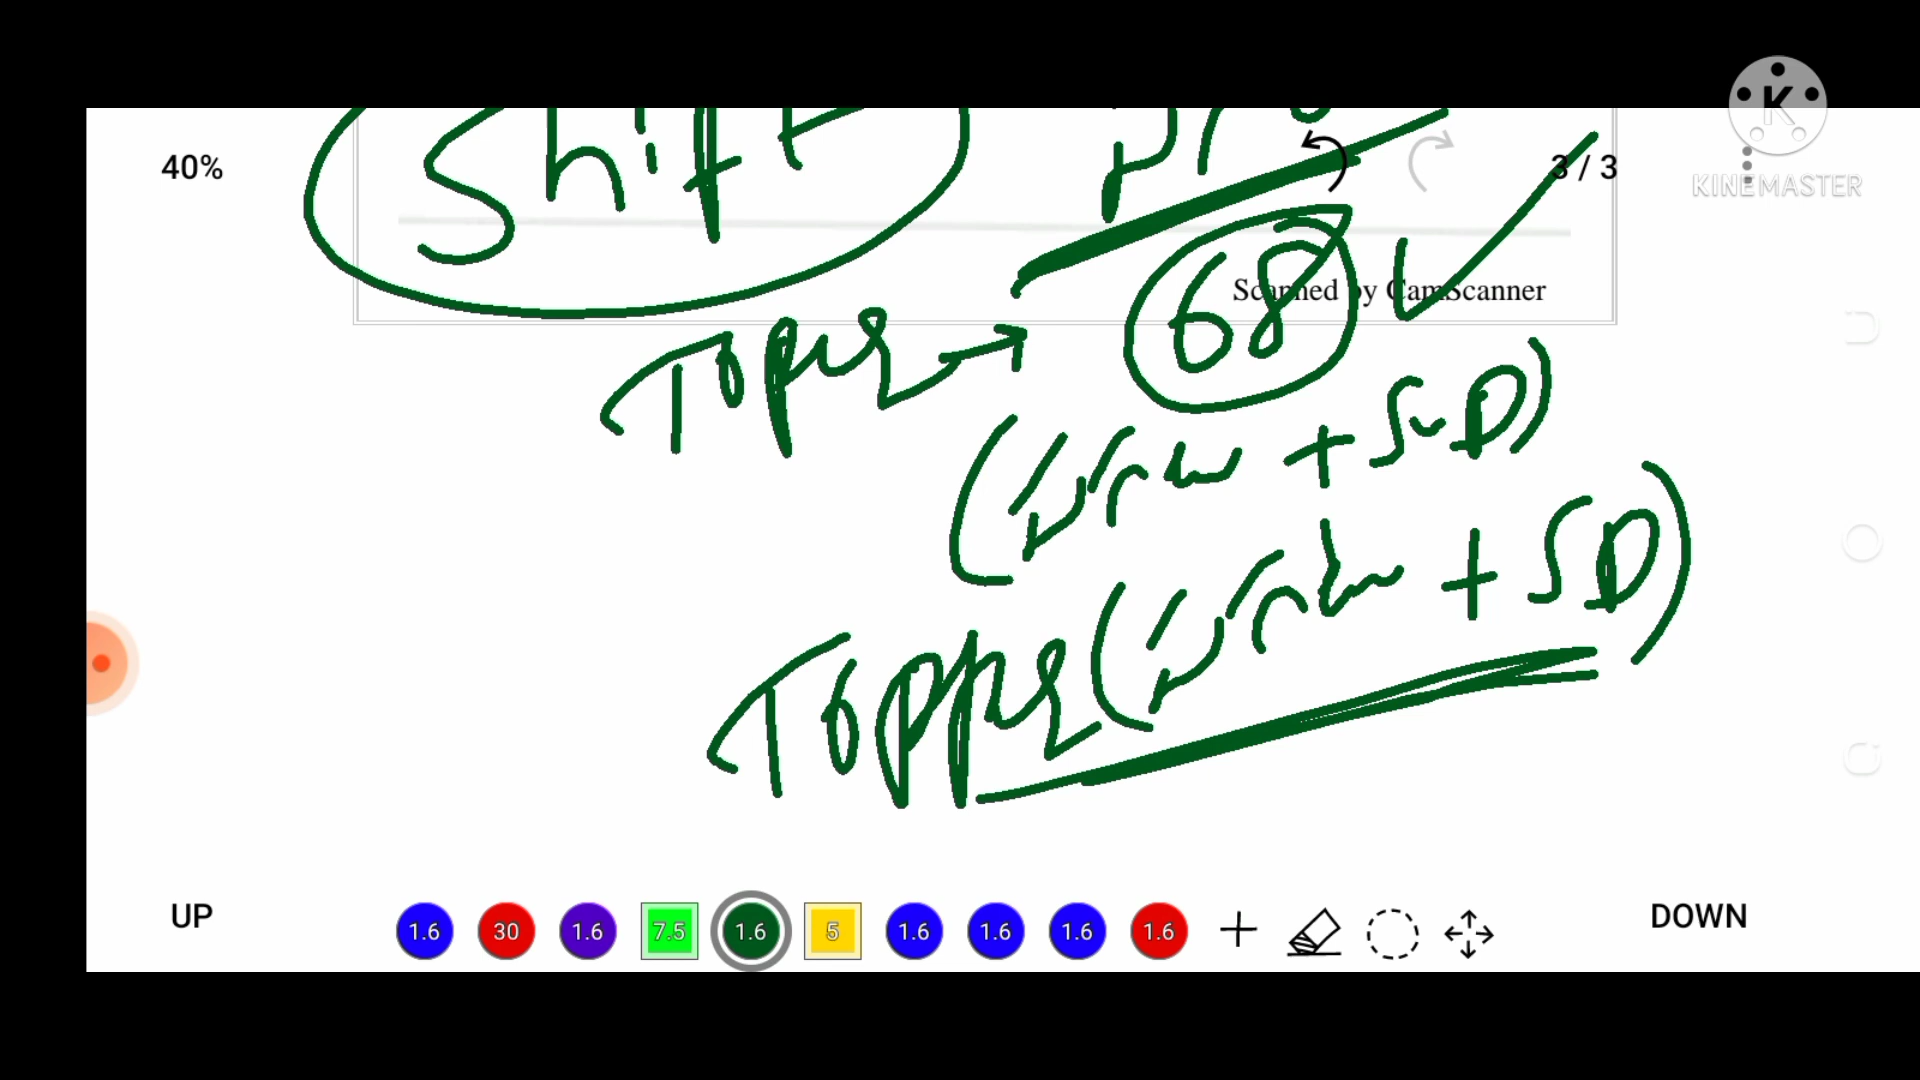 Shift
40%
3 / 3
KINEMASTER
68
Scanned by CamScanner
Toper →
+ SD)
Topper ( + SD)
UP
1.6 30 1.6 7.5 1.6 5 1.6 1.6 1.6 1.6
DOWN